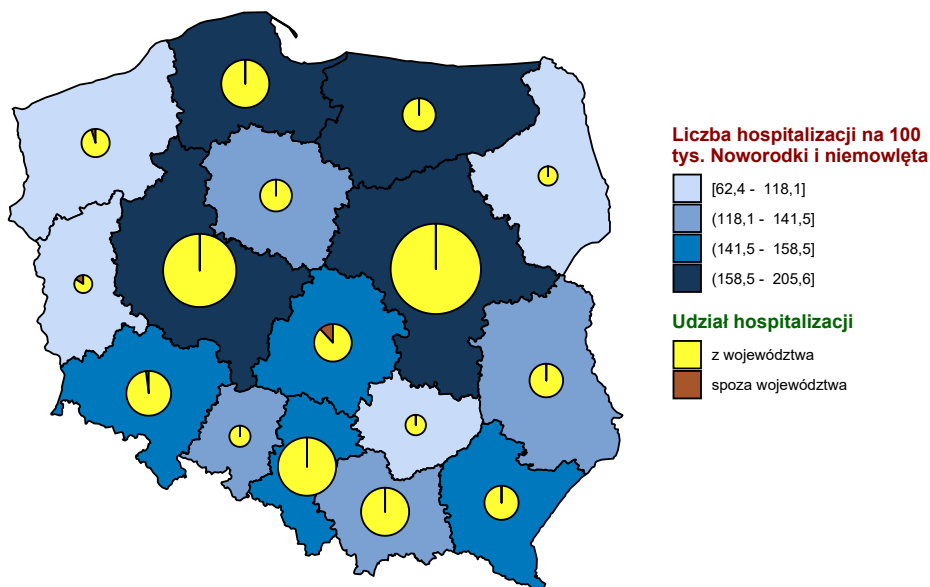 Liczba hospitalizacji na 100
tys. Noworodki i niemowlęta
[62,4 - 118,1]
(118,1 - 141,5]
(141,5 - 158,5]
(158,5 - 205,6]
Udział hospitalizacji
z województwa
spoza województwa